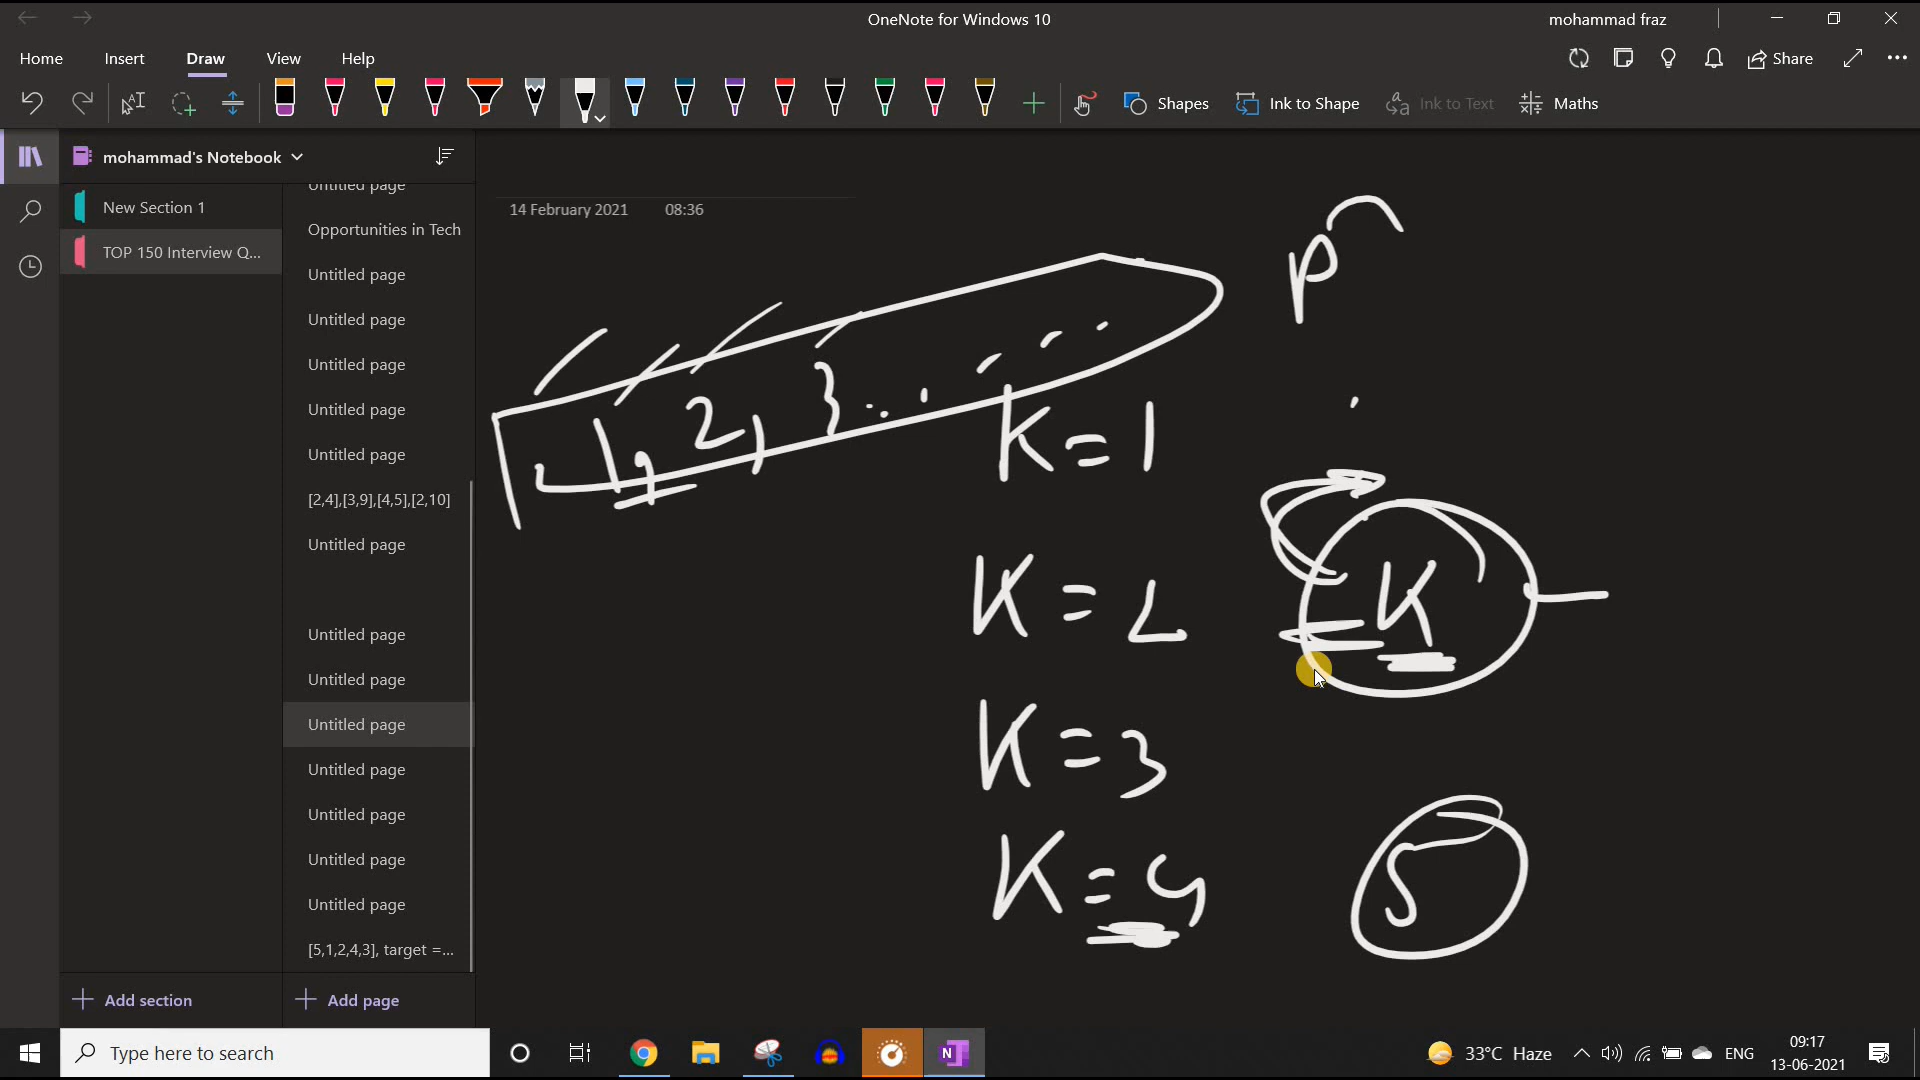 OneNote for Windows 10
mohammad fraz
Home Insert Draw View Help
Share
Shapes Ink to Shape Ink to Text Maths
mohammad's Notebook
New Section 1
TOP 150 Interview Q...
Untitled page
Opportunities in Tech
Untitled page
Untitled page
Untitled page
Untitled page
Untitled page
[2,4],[3,9],[4,5],[2,10]
Untitled page
Untitled page
Untitled page
Untitled page
Untitled page
Untitled page
Untitled page
Untitled page
[5,1,2,4,3], target =...
Add section
Add page
14 February 2021 08:36
P
1, 2, 3 . . .
K = 1
K = 2
K
K = 3
K = 4
5
Type here to search
N
33°C Haze
ENG
09:17
13-06-2021